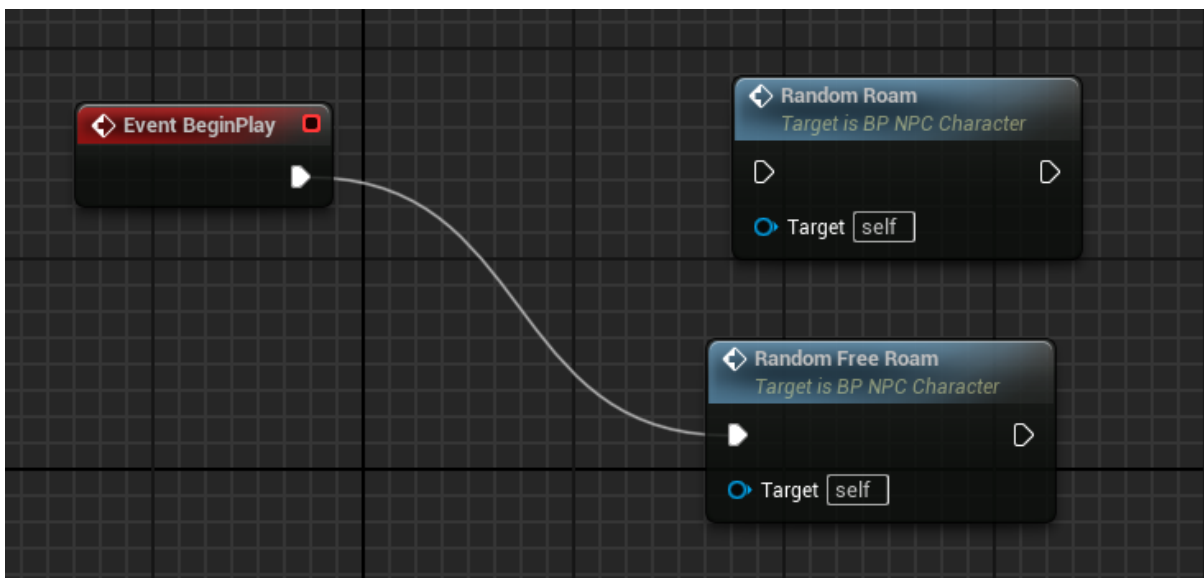 Event BeginPlay
Random Roam
Target is BP NPC Character
Target self
Random Free Roam
Target is BP NPC Character
Target self